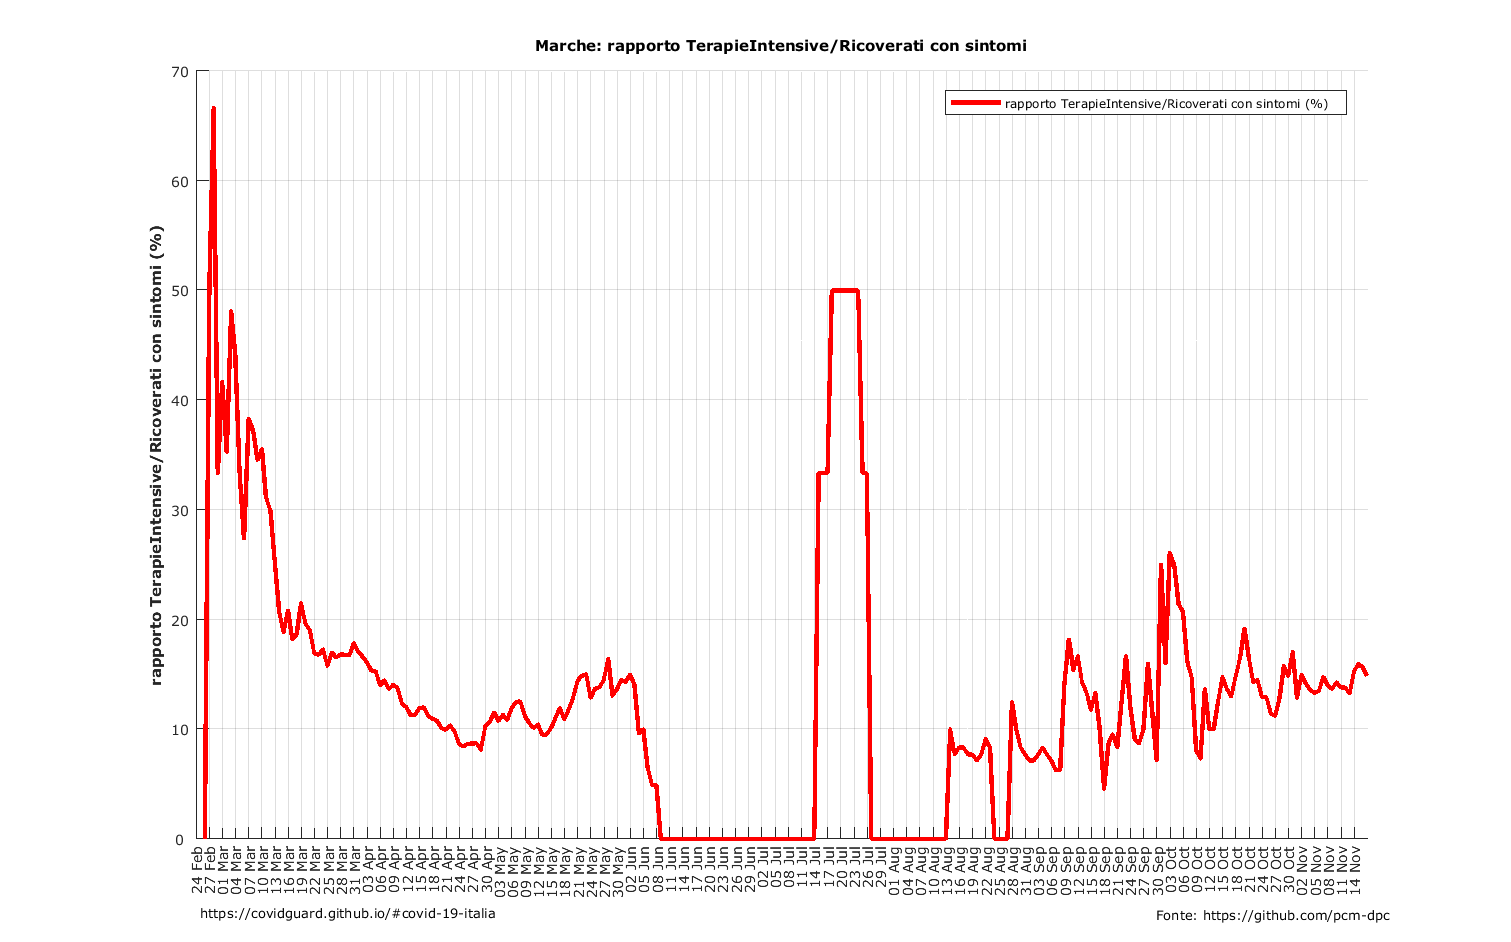 Marche: rapporto TerapieIntensive/Ricoverati con sintomi
rapporto TerapieIntensive/Ricoverati con sintomi (%)
rapporto TerapieIntensive/Ricoverati con sintomi (%)
70
60
50
40
30
20
10
0
24 Feb
27 Feb
01 Mar
04 Mar
07 Mar
10 Mar
13 Mar
16 Mar
19 Mar
22 Mar
25 Mar
28 Mar
31 Mar
03 Apr
06 Apr
09 Apr
12 Apr
15 Apr
18 Apr
21 Apr
24 Apr
27 Apr
30 Apr
03 May
06 May
09 May
12 May
15 May
18 May
21 May
24 May
27 May
30 May
02 Jun
05 Jun
08 Jun
11 Jun
14 Jun
17 Jun
20 Jun
23 Jun
26 Jun
29 Jun
02 Jul
05 Jul
08 Jul
11 Jul
14 Jul
17 Jul
20 Jul
23 Jul
26 Jul
29 Jul
01 Aug
04 Aug
07 Aug
10 Aug
13 Aug
16 Aug
19 Aug
22 Aug
25 Aug
28 Aug
31 Aug
03 Sep
06 Sep
09 Sep
12 Sep
15 Sep
18 Sep
21 Sep
24 Sep
27 Sep
30 Sep
03 Oct
06 Oct
09 Oct
12 Oct
15 Oct
18 Oct
21 Oct
24 Oct
27 Oct
30 Oct
02 Nov
05 Nov
08 Nov
11 Nov
14 Nov
https://covidguard.github.io/#covid-19-italia
Fonte: https://github.com/pcm-dpc